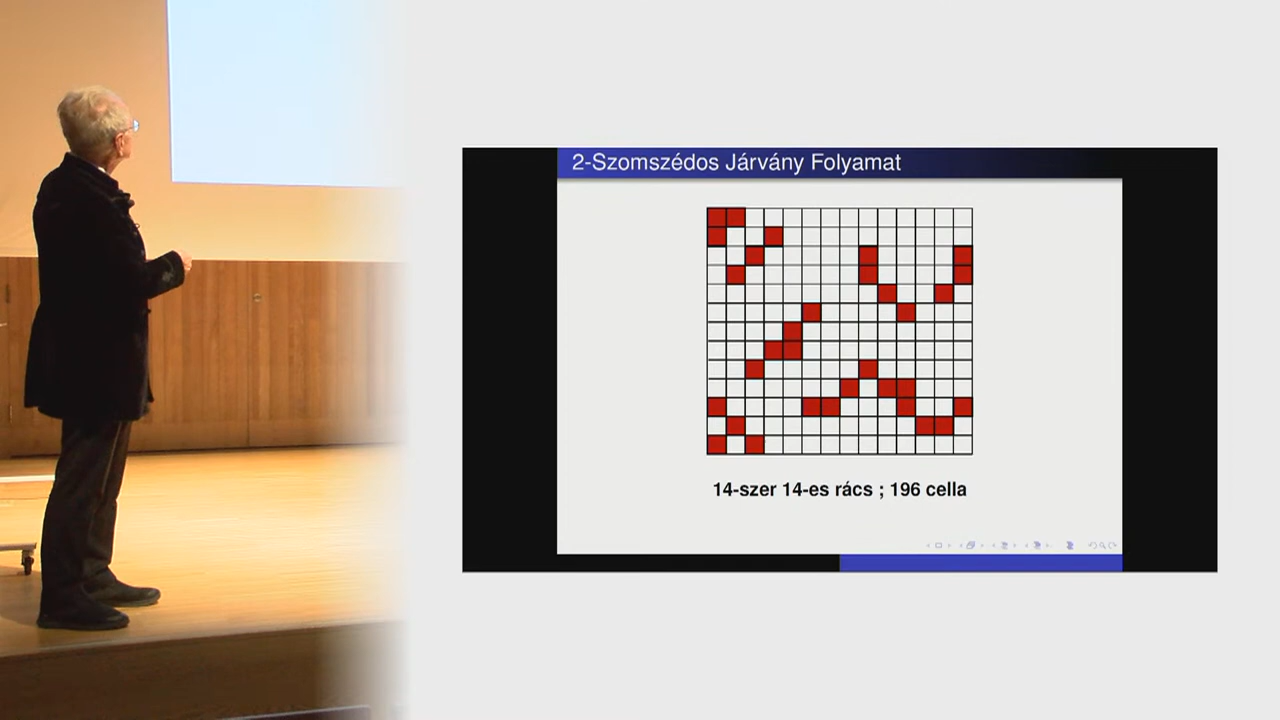 2-Szomszédos Járvány Folyamat
14-szer 14-es rács ; 196 cella